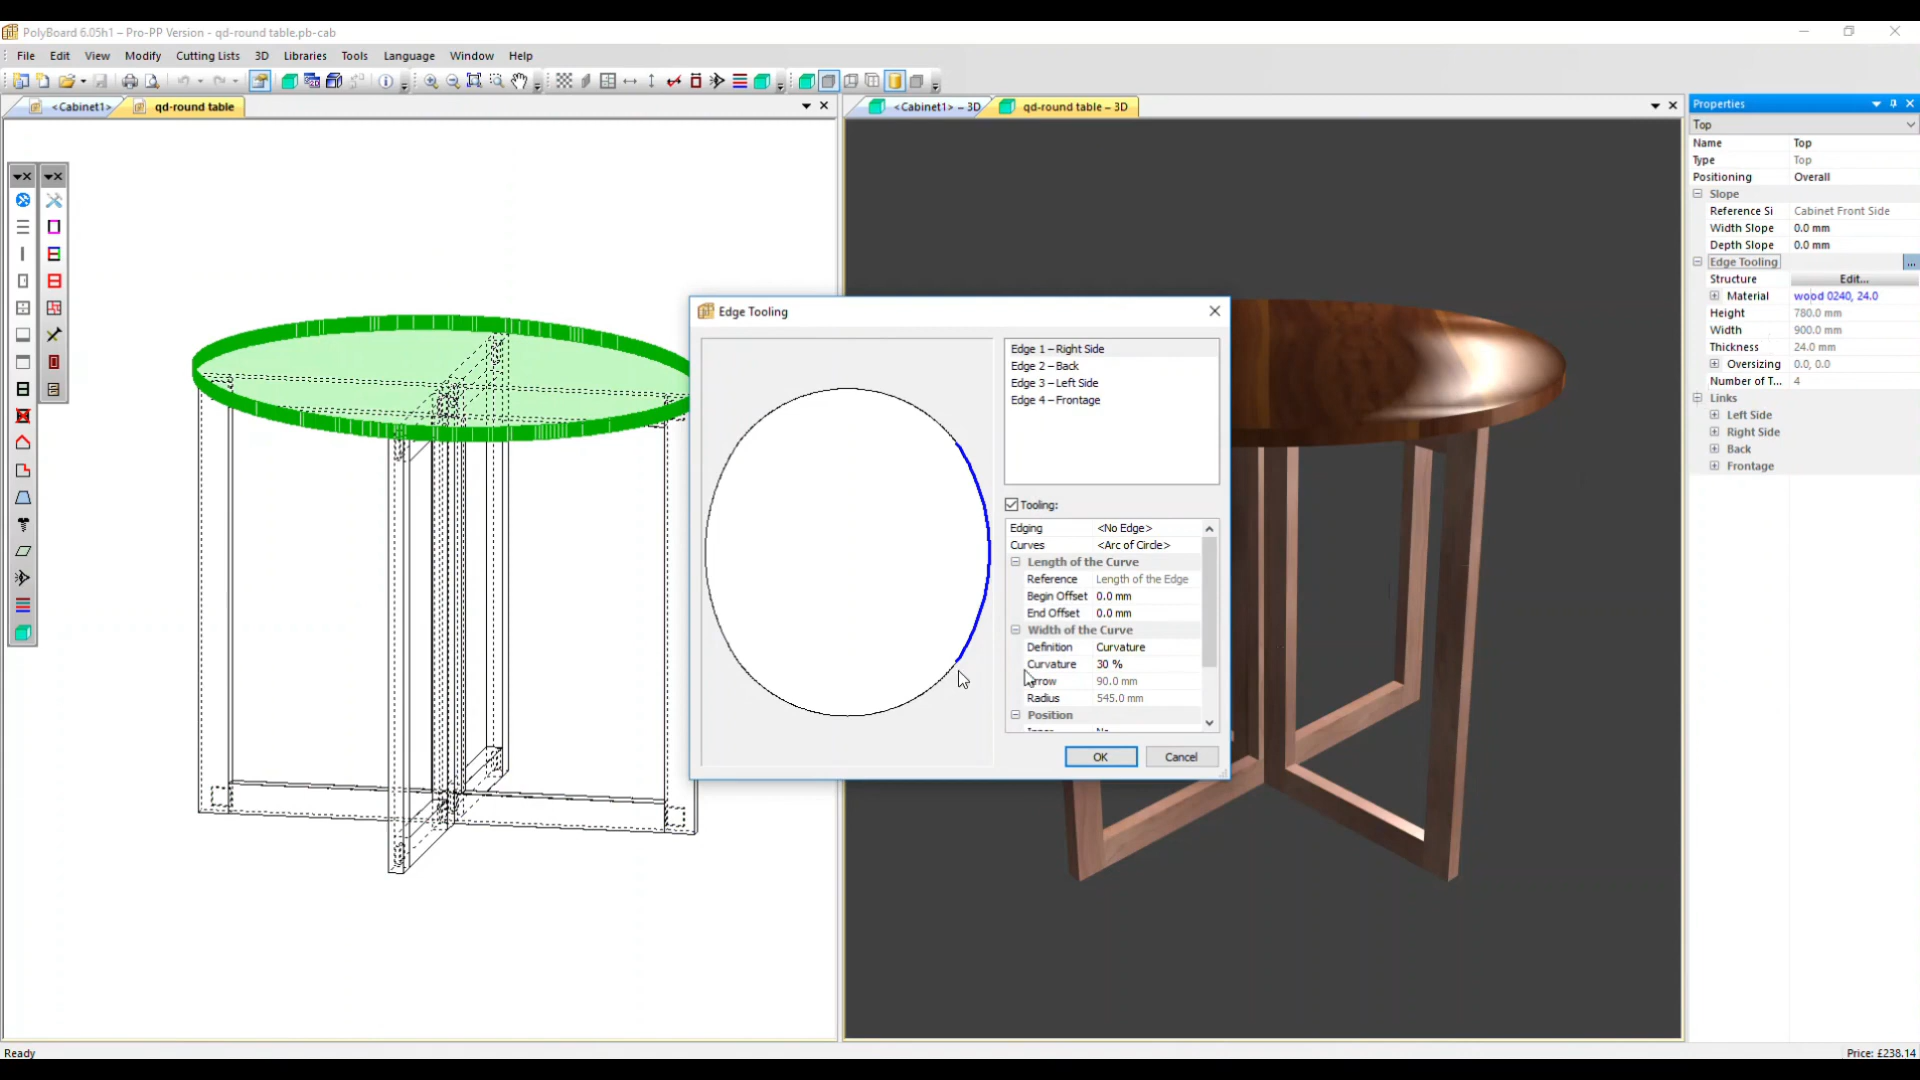 PolyBoard 6.05h1 – Pro-PP Version - qd-round table.pb-cab
File Edit View Modify Cutting Lists 3D Libraries Tools Language Window Help
<Cabinet1> qd-round table
<Cabinet1> – 3D qd-round table – 3D
Properties
Top
Name Top
Type Top
Positioning Overall
Slope
Reference Si Cabinet Front Side
Width Slope 0.0 mm
Depth Slope 0.0 mm
Edge Tooling ...
Structure Edit...
Material wood 0240, 24.0
Height 780.0 mm
Width 900.0 mm
Thickness 24.0 mm
Oversizing 0.0, 0.0
Number of T... 4
Links
Left Side
Right Side
Back
Frontage
Edge Tooling
Edge 1 – Right Side
Edge 2 – Back
Edge 3 – Left Side
Edge 4 – Frontage
Tooling:
Edging <No Edge>
Curves <Arc of Circle>
Length of the Curve
Reference Length of the Edge
Begin Offset 0.0 mm
End Offset 0.0 mm
Width of the Curve
Definition Curvature
Curvature 30 %
90.0 mm
Radius 545.0 mm
Position
OK Cancel
Ready
Price: £238.14